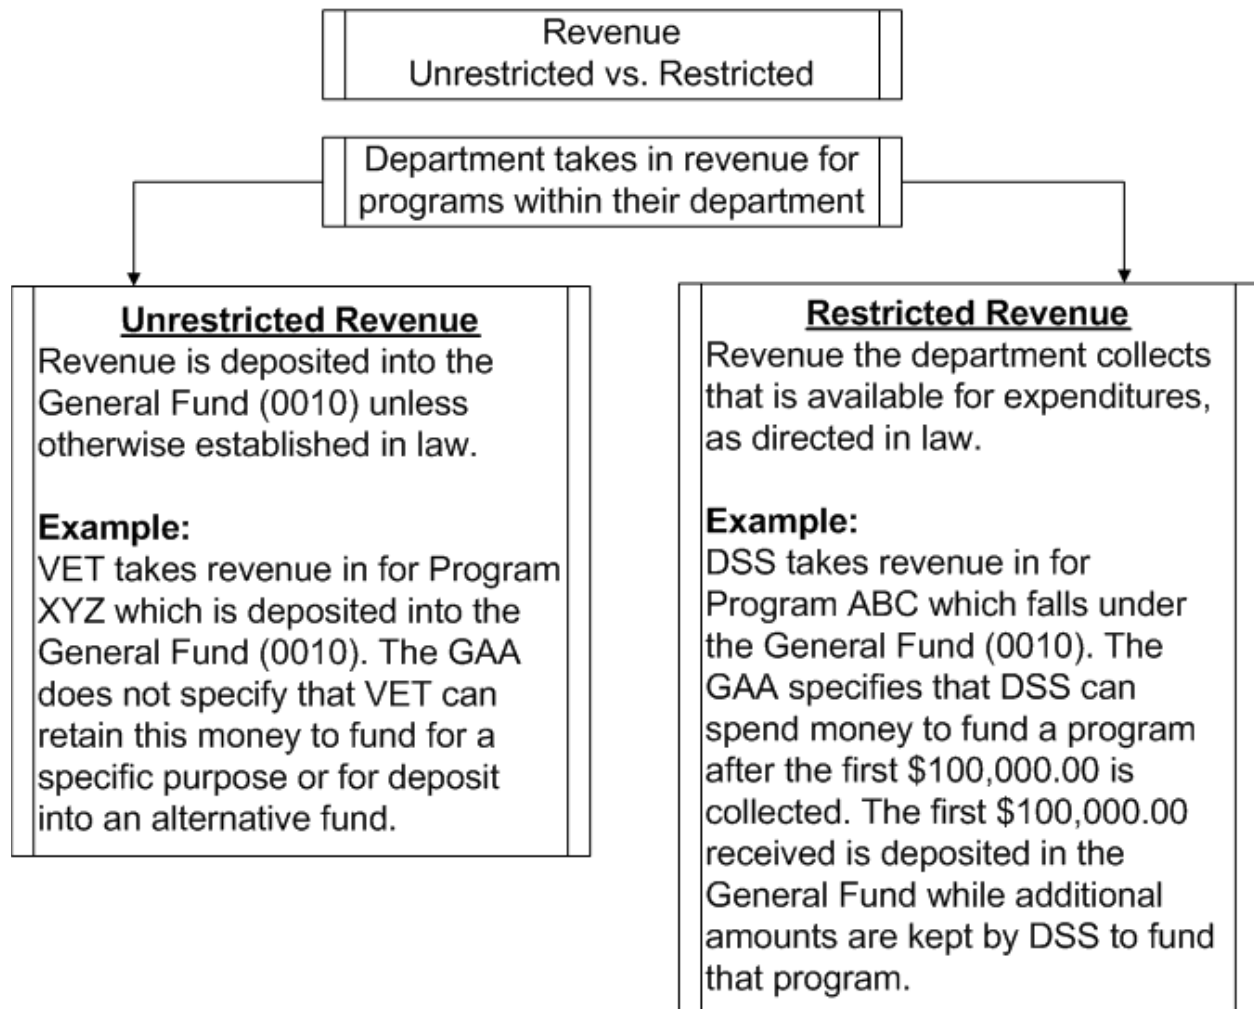 Revenue
Unrestricted vs. Restricted
Department takes in revenue for
programs within their department
Unrestricted Revenue
Revenue is deposited into the
General Fund (0010) unless
otherwise established in law.
Example:
VET takes revenue in for Program
XYZ which is deposited into the
General Fund (0010). The GAA
does not specify that VET can
retain this money to fund for a
specific purpose or for deposit
into an alternative fund.
Restricted Revenue
Revenue the department collects
that is available for expenditures,
as directed in law.
Example:
DSS takes revenue in for
Program ABC which falls under
the General Fund (0010). The
GAA specifies that DSS can
spend money to fund a program
after the first $100,000.00 is
collected. The first $100,000.00
received is deposited in the
General Fund while additional
amounts are kept by DSS to fund
that program.